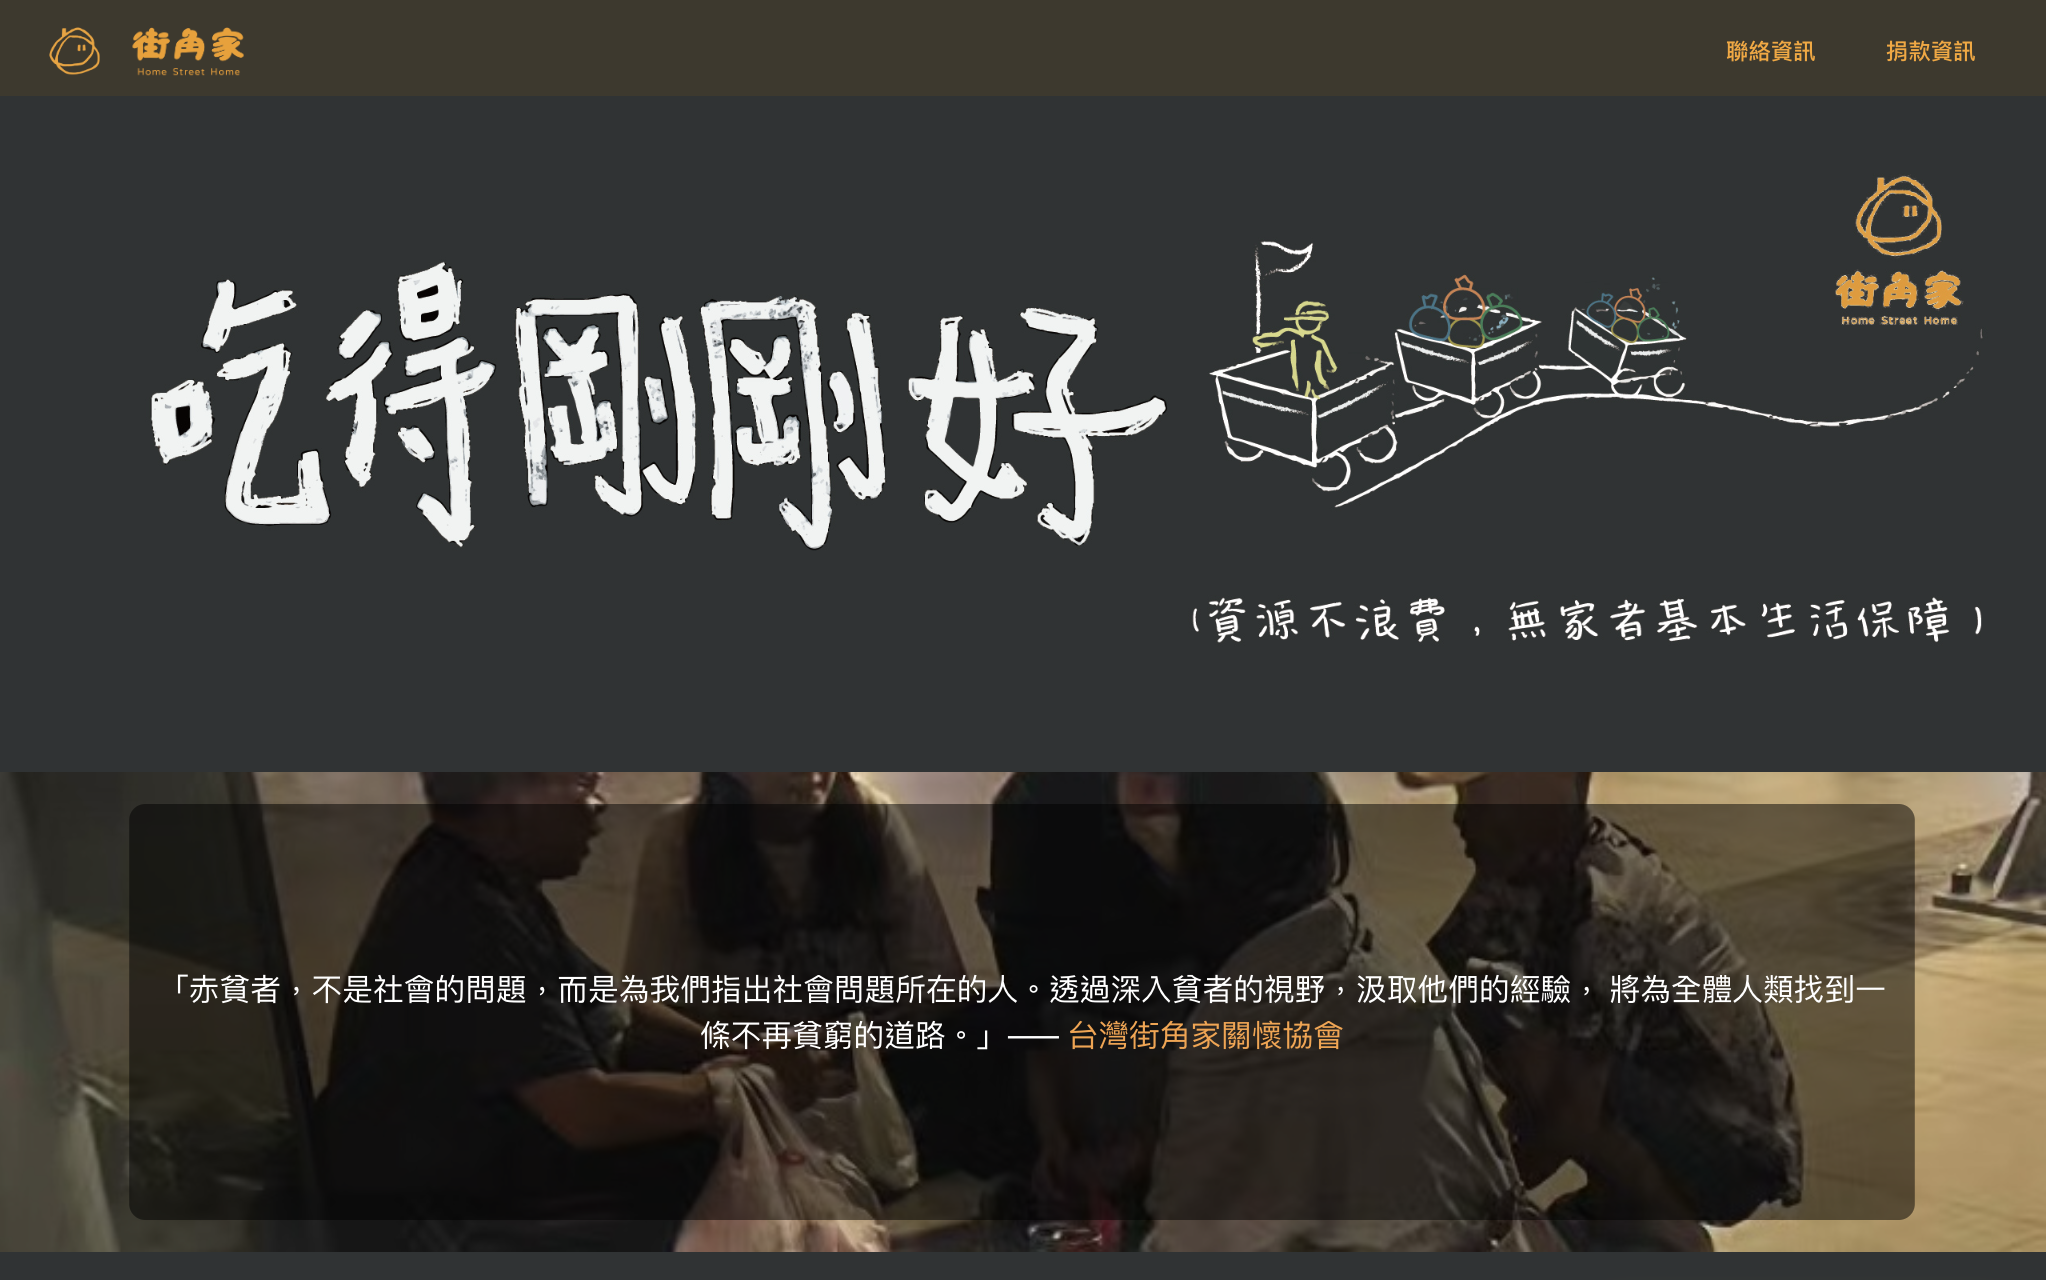 街角家
Home Street Home
聯絡資訊
捐款資訊
街角家
Home Street Home
吃得剛剛好
(資源不浪費，無家者基本生活保障)
「赤貧者，不是社會的問題，而是為我們指出社會問題所在的人。透過深入貧者的視野，汲取他們的經驗， 將為全體人類找到一
條不再貧窮的道路。」—— 台灣街角家關懷協會